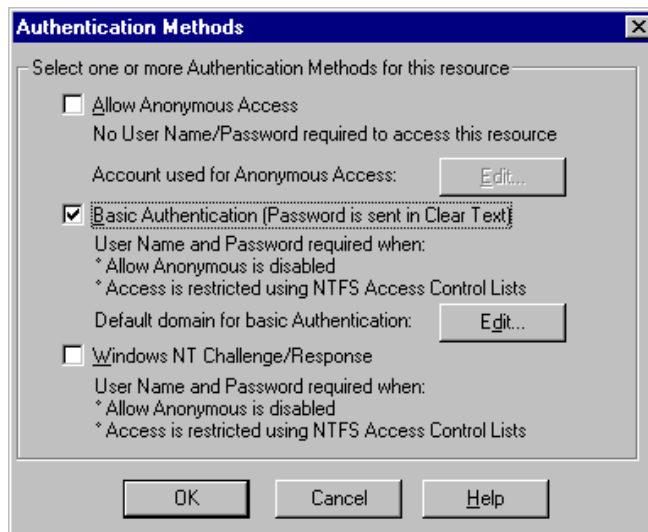 Authentication Methods
Select one or more Authentication Methods for this resource
Allow Anonymous Access
No User Name/Password required to access this resource
Account used for Anonymous Access: Edit...
Basic Authentication (Password is sent in Clear Text)
User Name and Password required when:
* Allow Anonymous is disabled
* Access is restricted using NTFS Access Control Lists
Default domain for basic Authentication: Edit...
Windows NT Challenge/Response
User Name and Password required when:
* Allow Anonymous is disabled
* Access is restricted using NTFS Access Control Lists
OK Cancel Help